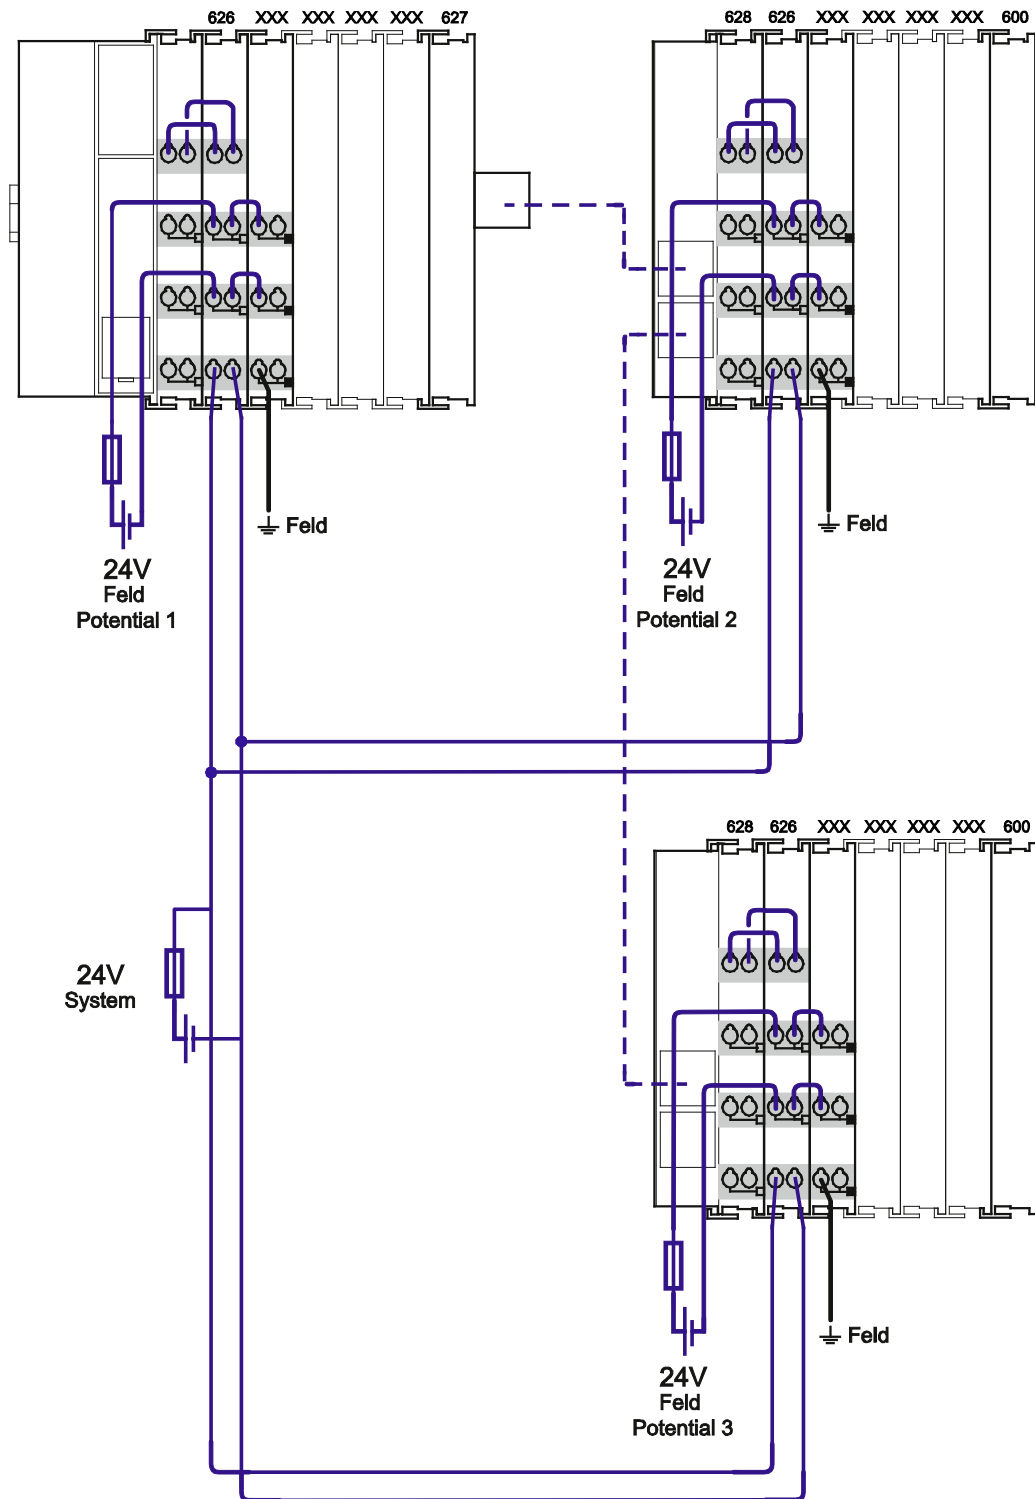 626 XXX XXX XXX XXX 627
628 626 XXX XXX XXX XXX 600
Feld
24V
Feld
Potential 1
Feld
24V
Feld
Potential 2
628 626 XXX XXX XXX XXX 600
24V
System
Feld
24V
Feld
Potential 3